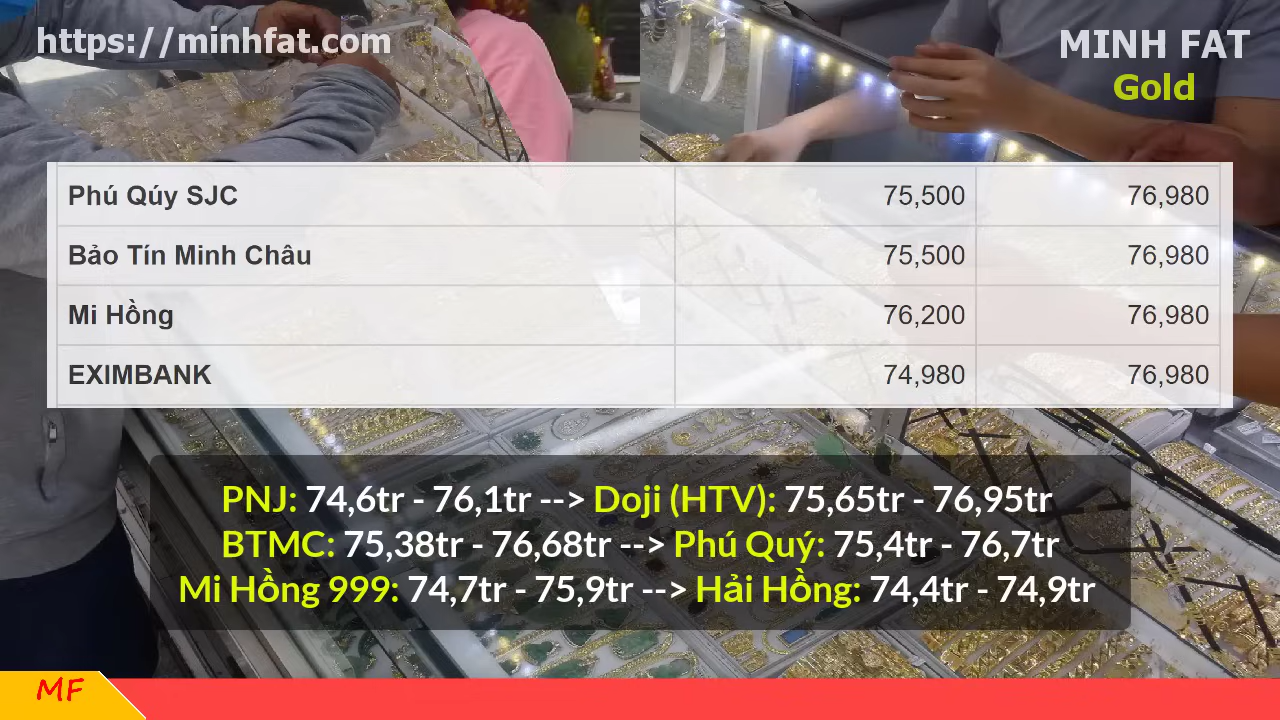 https://minhfat.com
MINH FAT
Gold
Phú Qúy SJC 75,500 76,980
Bảo Tín Minh Châu 75,500 76,980
Mi Hồng 76,200 76,980
EXIMBANK 74,980 76,980
PNJ: 74,6tr - 76,1tr --> Doji (HTV): 75,65tr - 76,95tr
BTMC: 75,38tr - 76,68tr --> Phú Quý: 75,4tr - 76,7tr
Mi Hồng 999: 74,7tr - 75,9tr --> Hải Hồng: 74,4tr - 74,9tr
MF